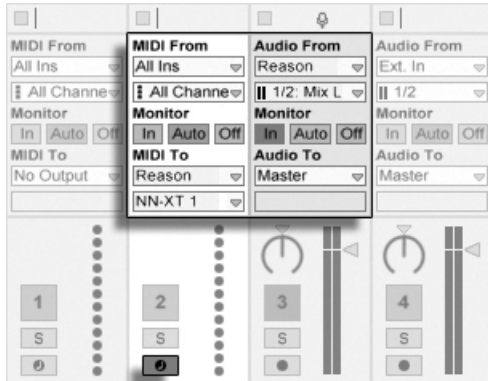 MIDI From MIDI From Audio From Audio From
All Ins All Ins Reason Ext. In
All Channe All Channe 1/2: Mix L 1/2
Monitor Monitor Monitor Monitor
In Auto Off In Auto Off In Auto Off In Auto Off
MIDI To MIDI To Audio To Audio To
No Output Reason Master Master
NN-XT 1
1 2 3 4
S S S S